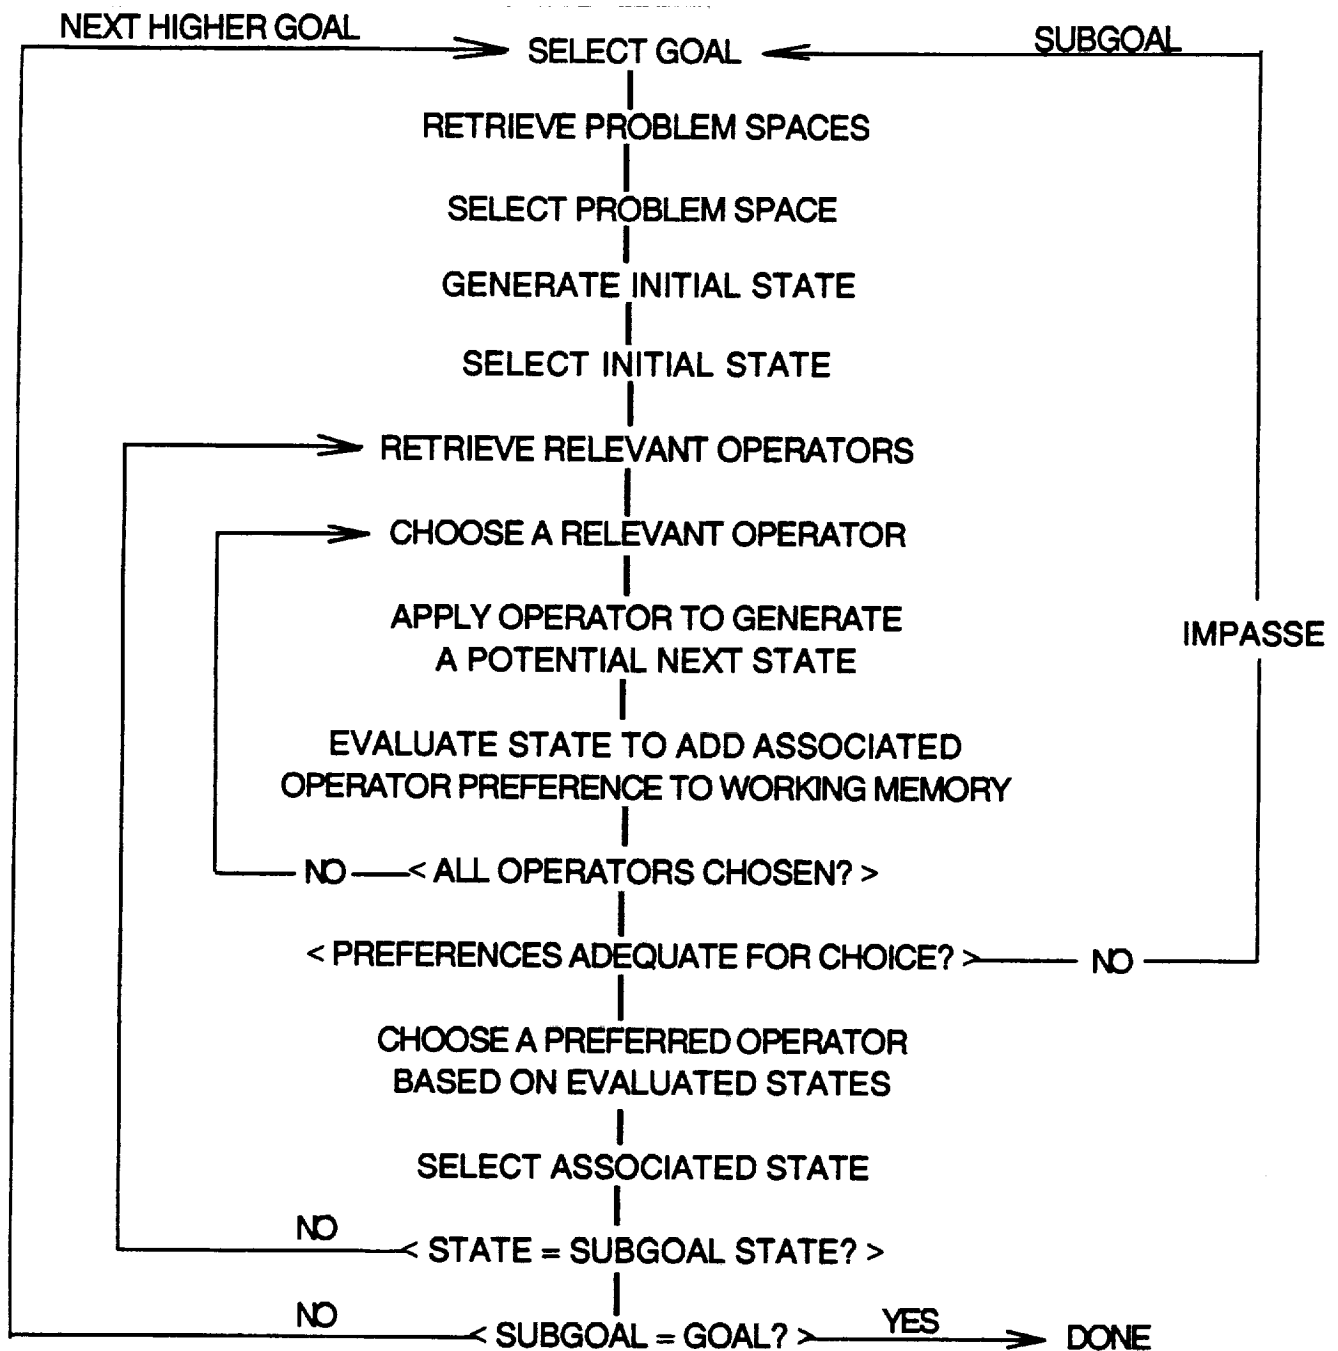 NEXT HIGHER GOAL
SELECT GOAL
SUBGOAL
RETRIEVE PROBLEM SPACES
SELECT PROBLEM SPACE
GENERATE INITIAL STATE
SELECT INITIAL STATE
RETRIEVE RELEVANT OPERATORS
CHOOSE A RELEVANT OPERATOR
APPLY OPERATOR TO GENERATE
A POTENTIAL NEXT STATE
IMPASSE
EVALUATE STATE TO ADD ASSOCIATED
OPERATOR PREFERENCE TO WORKING MEMORY
NO < ALL OPERATORS CHOSEN? >
< PREFERENCES ADEQUATE FOR CHOICE? > NO
CHOOSE A PREFERRED OPERATOR
BASED ON EVALUATED STATES
SELECT ASSOCIATED STATE
NO
< STATE = SUBGOAL STATE? >
NO
< SUBGOAL = GOAL? > YES DONE